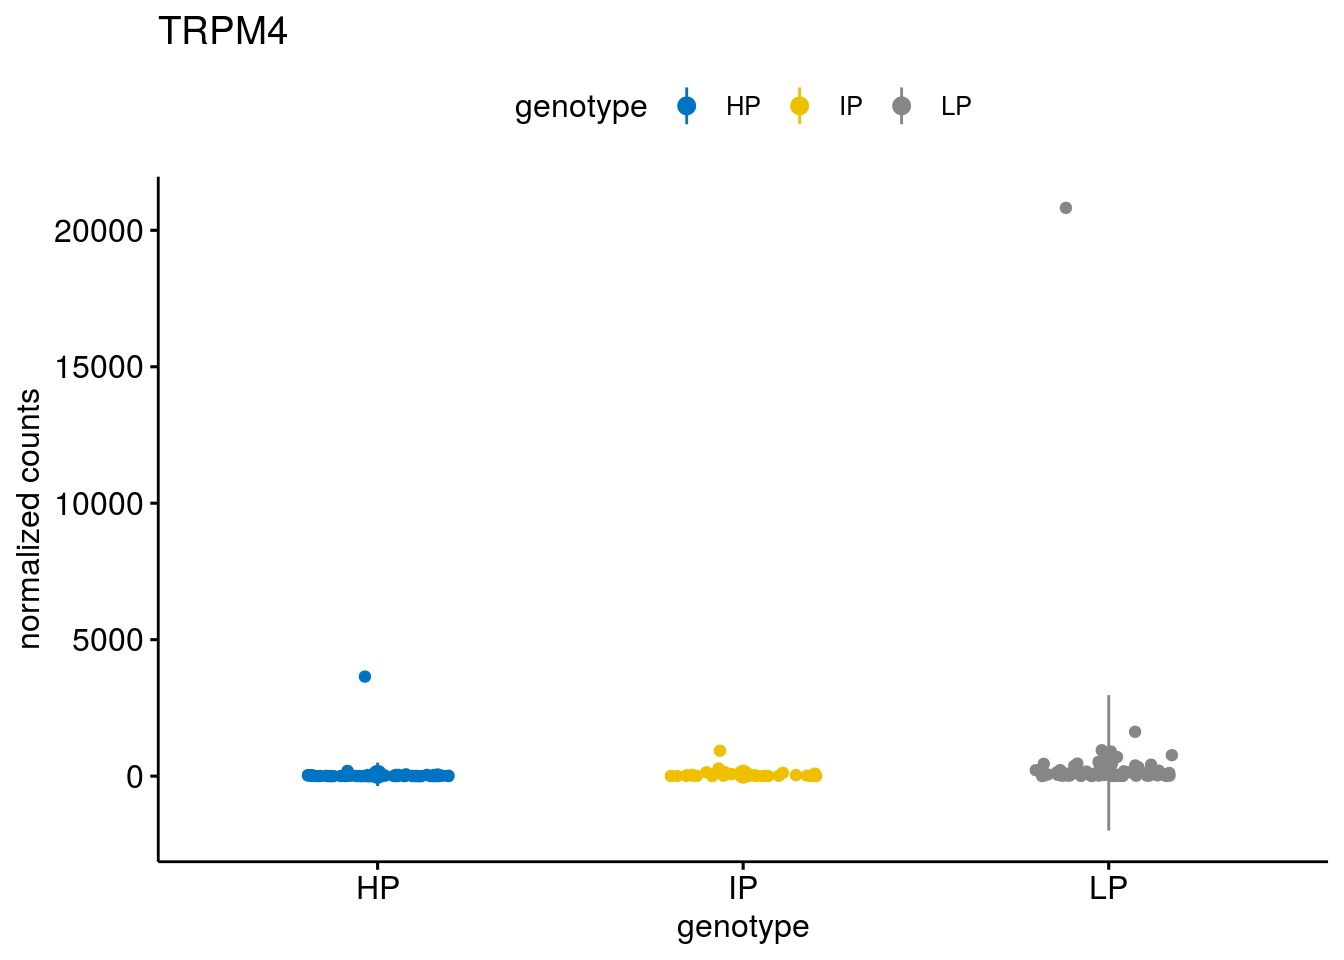 TRPM4
genotype HP IP LP
20000
15000
10000
5000
0
normalized counts
HP IP LP
genotype